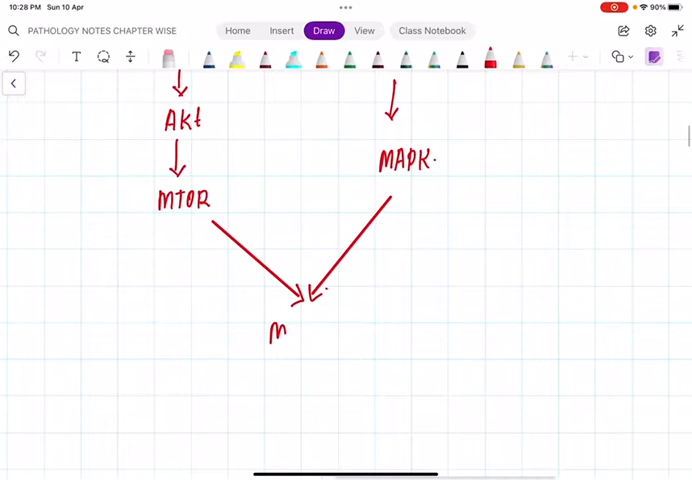 10:28 PM Sun 10 Apr
90%
PATHOLOGY NOTES CHAPTER WISE
Home Insert Draw View Class Notebook
T
AKt
MAPK.
MTOR
M